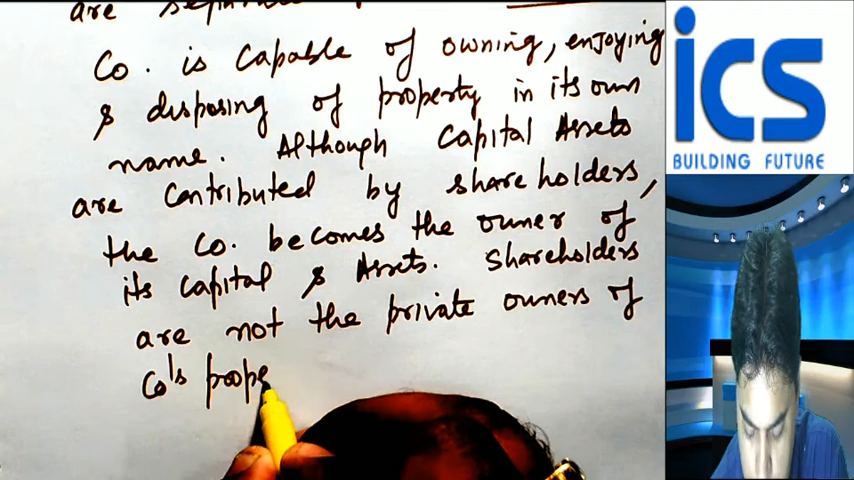 are
Co. is Capable of owning, enjoying
& disposing of property in its own
name. Although Capital Assets
are Contributed by shareholders,
the Co. becomes the owner of
its Capital & Assets. Shareholders
are not the private owners of
Co's prope
ics
BUILDING FUTURE